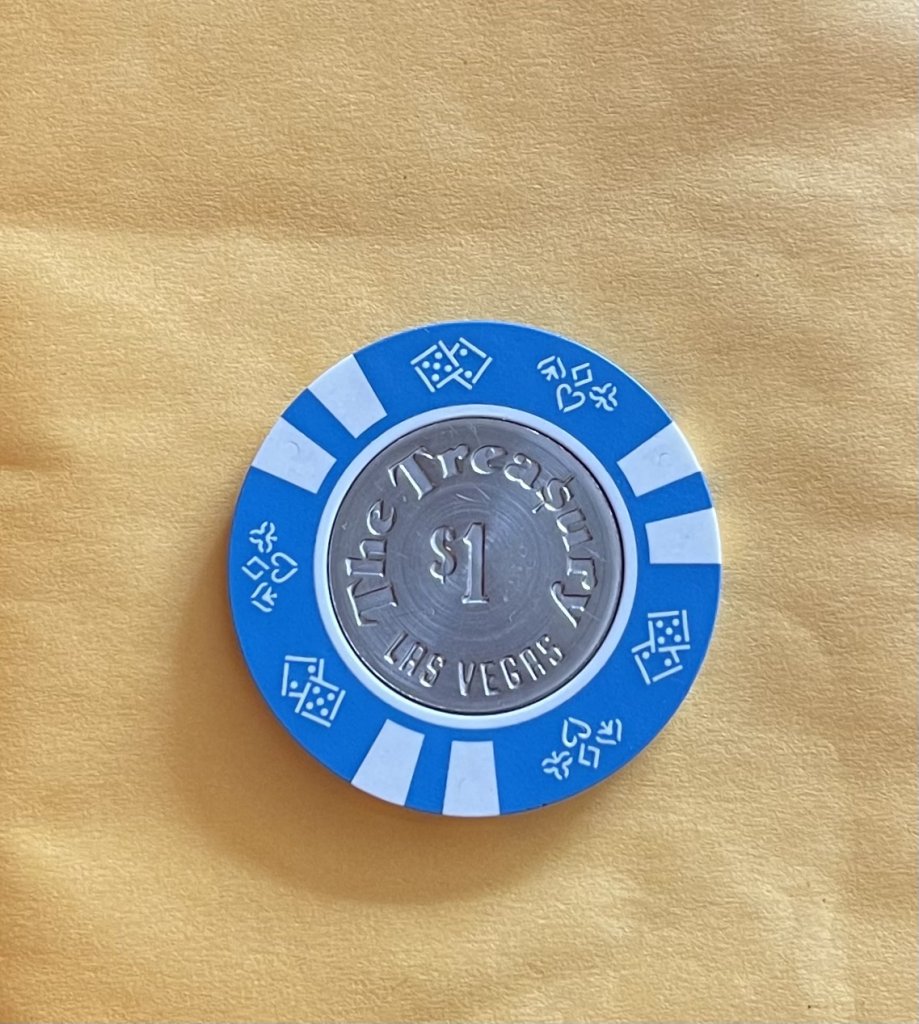 The Treasury
$1
LAS VEGAS